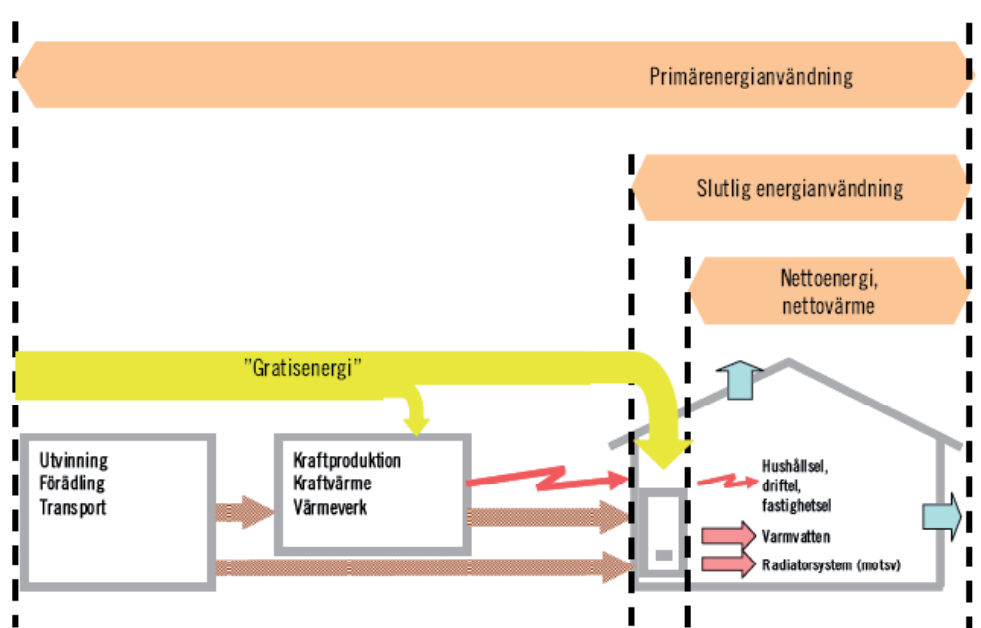 Primärenergianvändning
Slutlig energianvändning
Nettoenergi,
nettovärme
”Gratisenergi”
Utvinning
Förädling
Transport
Kraftproduktion
Kraftvärme
Värmeverk
Hushållsel,
driftel,
fastighetsel
Varmvatten
Radiatorsystem (motsv)